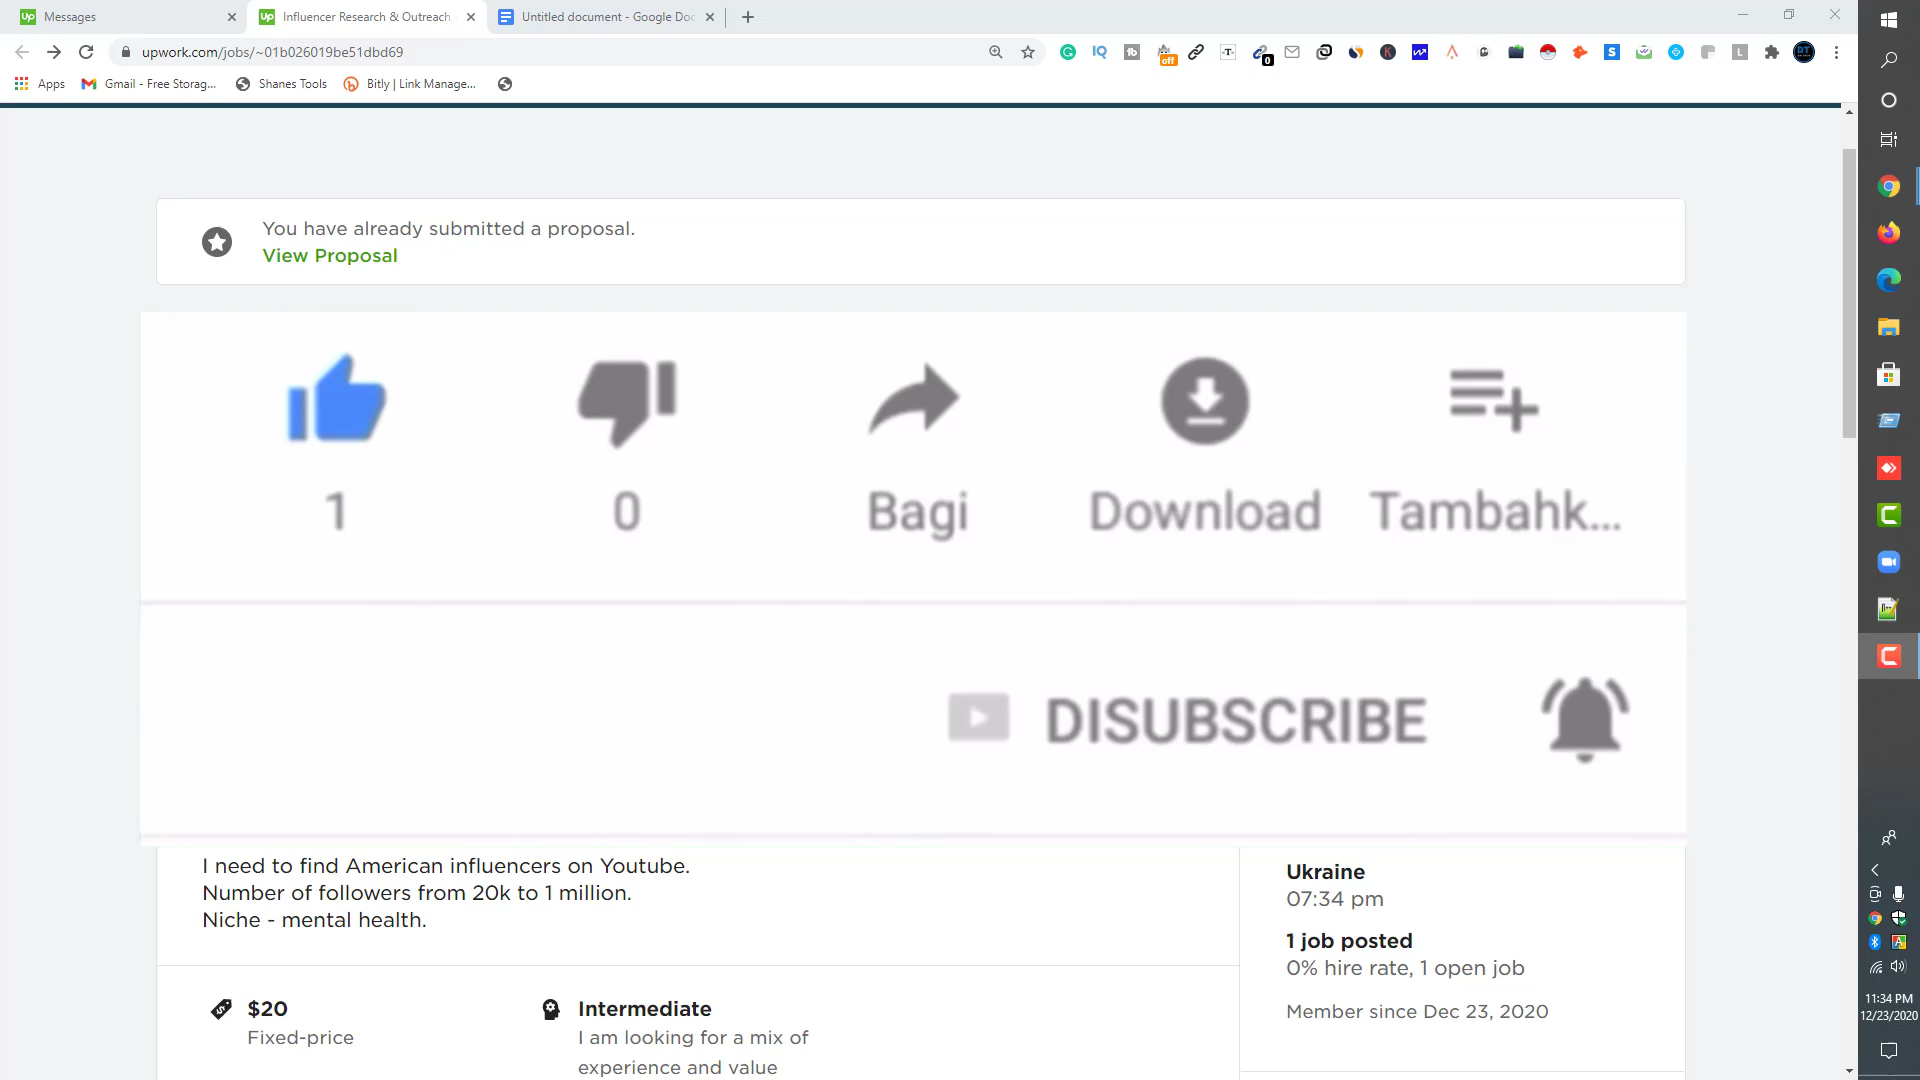 Messages
Influencer Research & Outreach
Untitled document - Google Doc
upwork.com/jobs/~01b026019be51dbd69
Apps
Gmail - Free Storag...
Shanes Tools
Bitly | Link Manage...
You have already submitted a proposal.
View Proposal
1
0
Bagi
Download
Tambahk...
DISUBSCRIBE
I need to find American influencers on Youtube.
Number of followers from 20k to 1 million.
Niche - mental health.
Ukraine
07:34 pm
1 job posted
0% hire rate, 1 open job
Member since Dec 23, 2020
$20
Fixed-price
Intermediate
I am looking for a mix of
experience and value
off
0
11:34 PM
12/23/2020